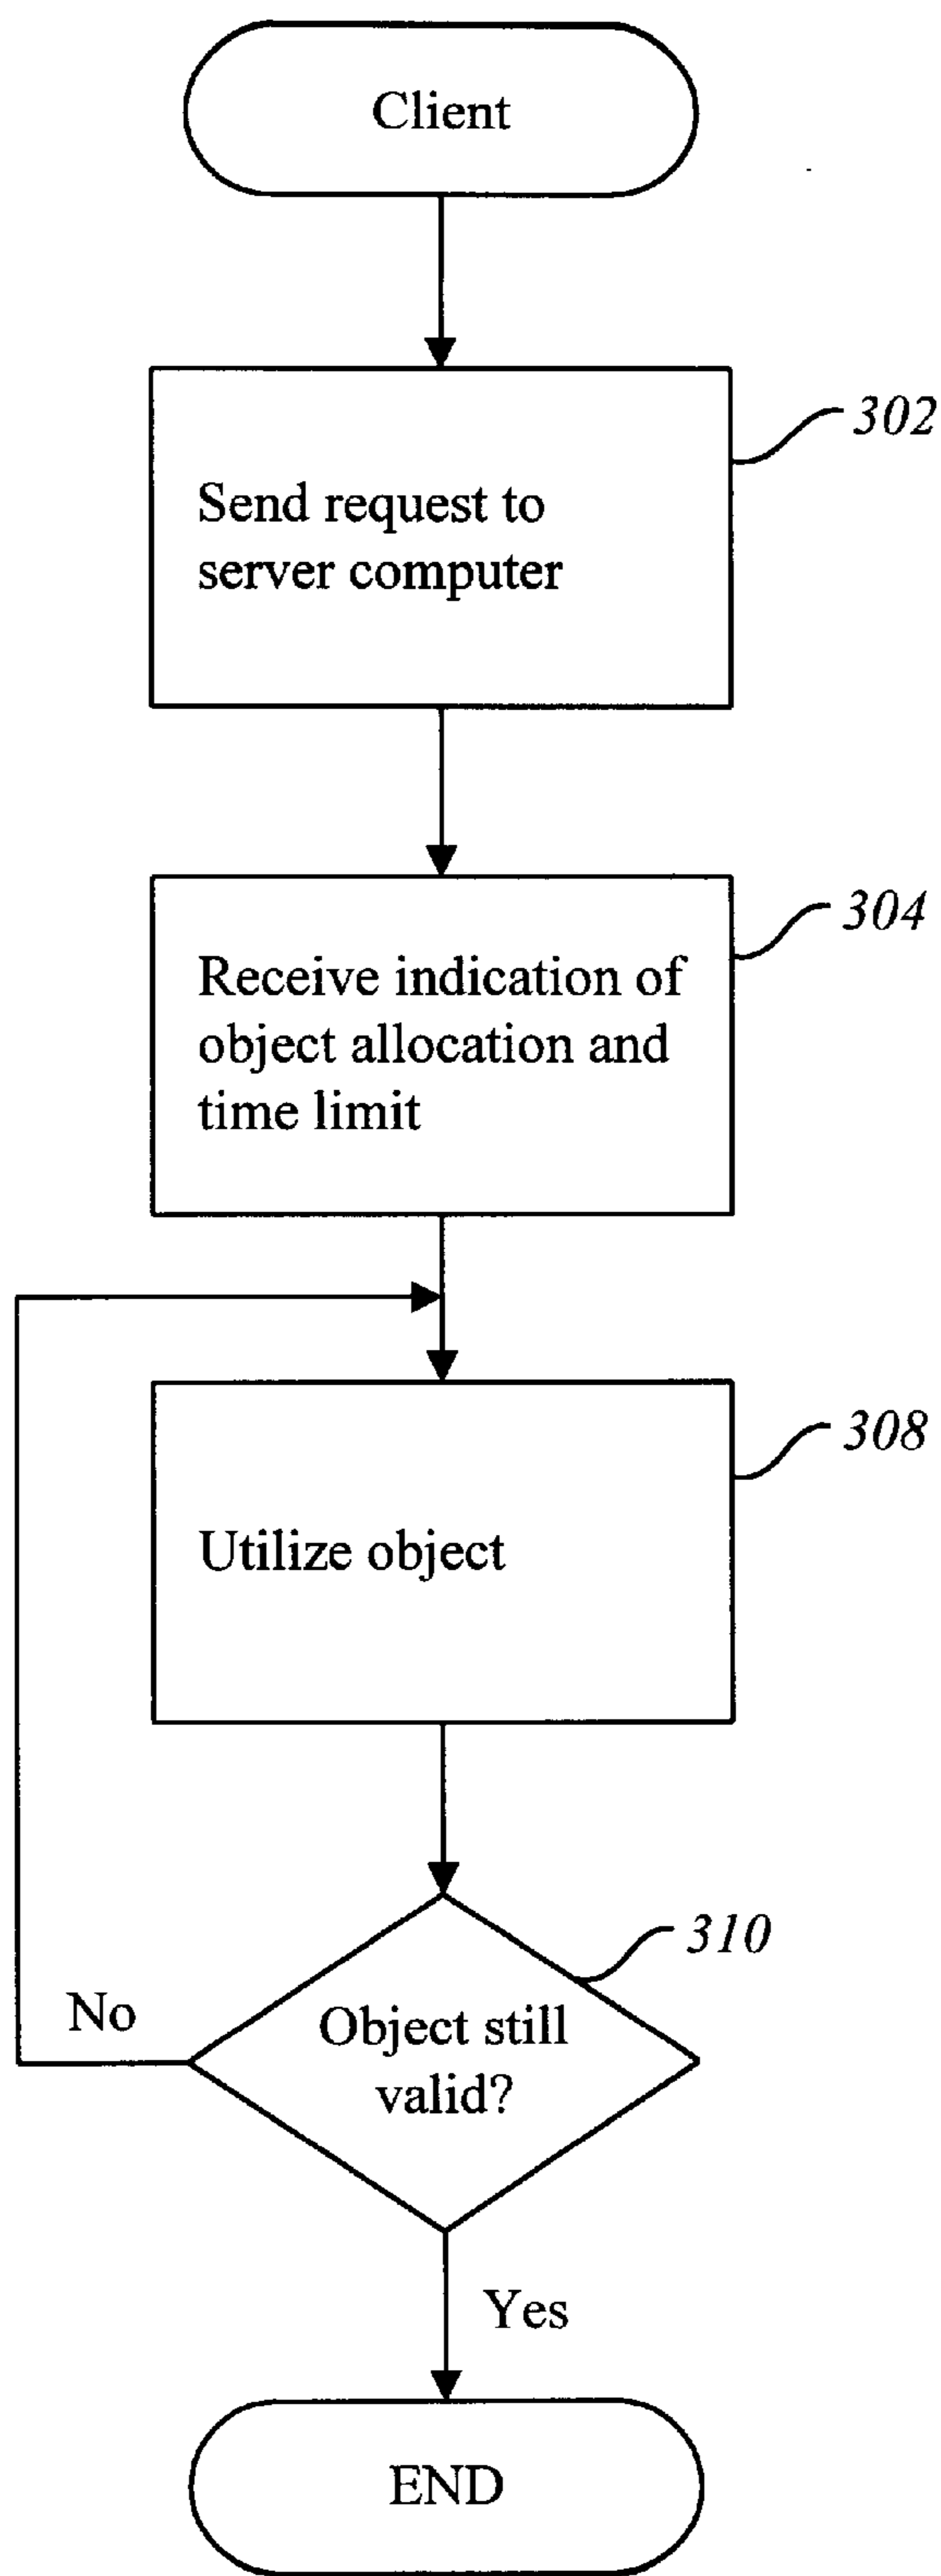 Client
302
Send request to
server computer
304
Receive indication of
object allocation and
time limit
308
Utilize object
310
No
Object still
valid?
Yes
END